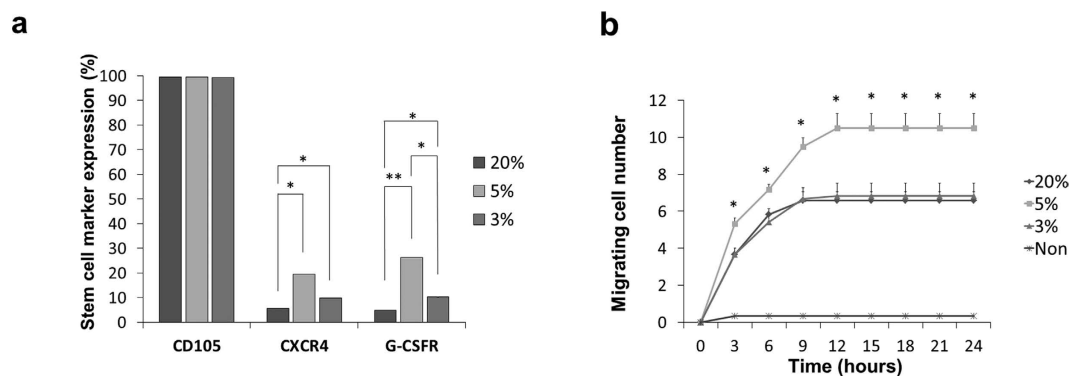 a
Stem cell marker expression (%)
100
90
80
70
60
50
40
30
20
10
0
*
*
*
*
**
CD105
CXCR4
G-CSFR
20%
5%
3%
b
Migrating cell number
12
10
8
6
4
2
0
* * * * * * * *
0 3 6 9 12 15 18 21 24
Time (hours)
20%
5%
3%
Non